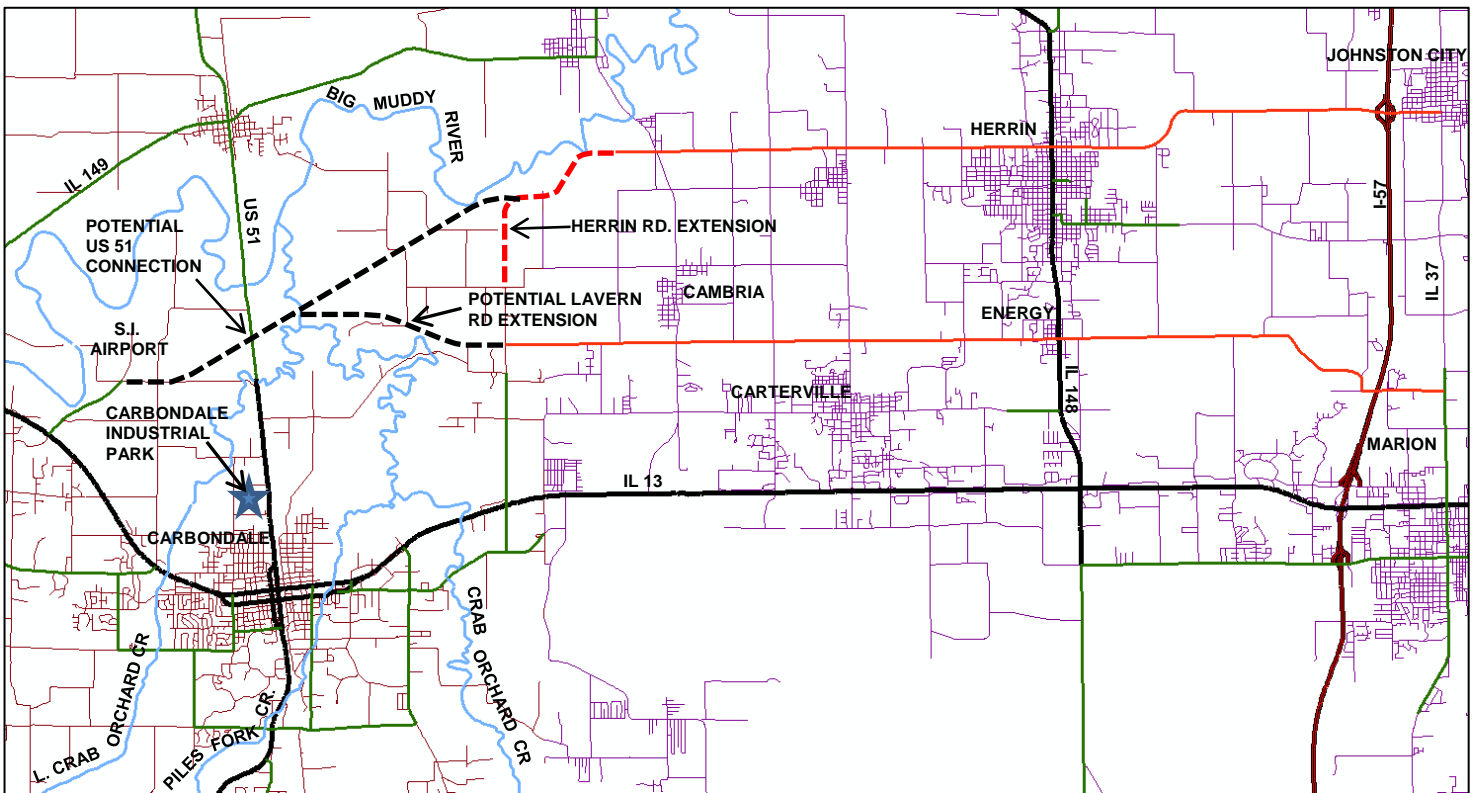 JOHNSTON CITY
BIG MUDDY
RIVER
HERRIN
IL 149
I-57
US 51
POTENTIAL
US 51
CONNECTION
HERRIN RD. EXTENSION
IL 37
CAMBRIA
POTENTIAL LAVERN
RD EXTENSION
ENERGY
S.I.
AIRPORT
IL 148
CARTERVILLE
CARBONDALE
INDUSTRIAL
PARK
MARION
IL 13
CARBONDALE
CRAB ORCHARD CR
L. CRAB ORCHARD CR
PILES FORK CR.